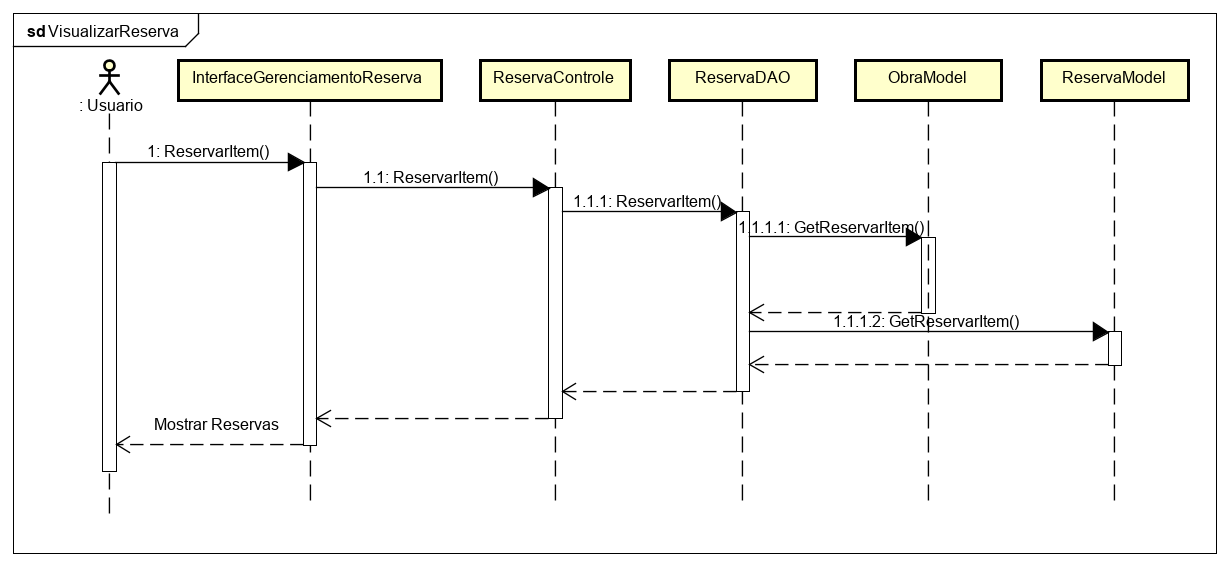 sd VisualizarReserva
: Usuario
InterfaceGerenciamentoReserva
ReservaControle
ReservaDAO
ObraModel
ReservaModel
1: ReservarItem()
1.1: ReservarItem()
1.1.1: ReservarItem()
1.1.1.1: GetReservarItem()
1.1.1.2: GetReservarItem()
Mostrar Reservas